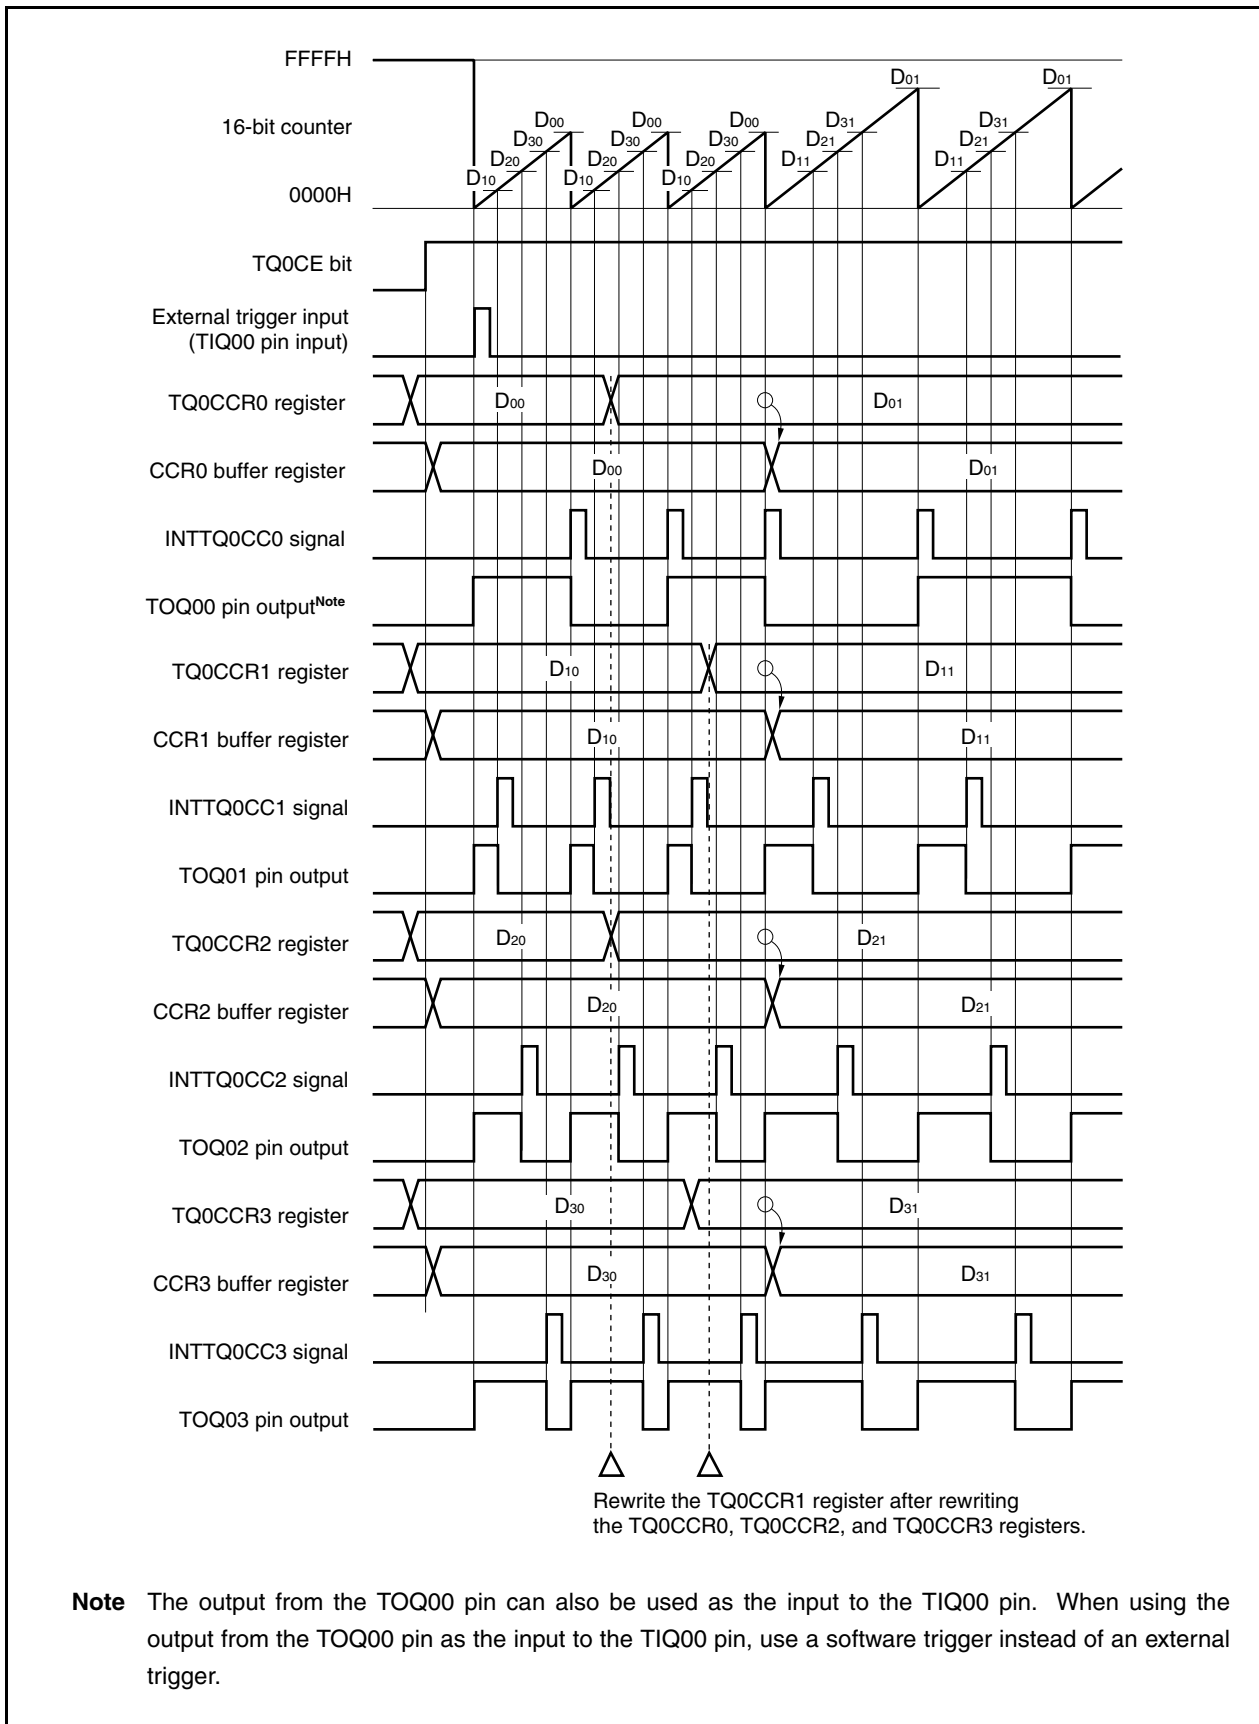 FFFFH
D01 D01
16-bit counter D00 D00 D00 D31 D31
D30 D30 D30 D21 D21
D20 D20 D20 D11 D11
D10 D10 D10
0000H
TQ0CE bit
External trigger input
(TIQ00 pin input)
TQ0CCR0 register D00 D01
CCR0 buffer register D00 D01
INTTQ0CC0 signal
TOQ00 pin outputNote
TQ0CCR1 register D10 D11
CCR1 buffer register D10 D11
INTTQ0CC1 signal
TOQ01 pin output
TQ0CCR2 register D20 D21
CCR2 buffer register D20 D21
INTTQ0CC2 signal
TOQ02 pin output
TQ0CCR3 register D30 D31
CCR3 buffer register D30 D31
INTTQ0CC3 signal
TOQ03 pin output
Rewrite the TQ0CCR1 register after rewriting
the TQ0CCR0, TQ0CCR2, and TQ0CCR3 registers.
Note The output from the TOQ00 pin can also be used as the input to the TIQ00 pin. When using the
output from the TOQ00 pin as the input to the TIQ00 pin, use a software trigger instead of an external
trigger.